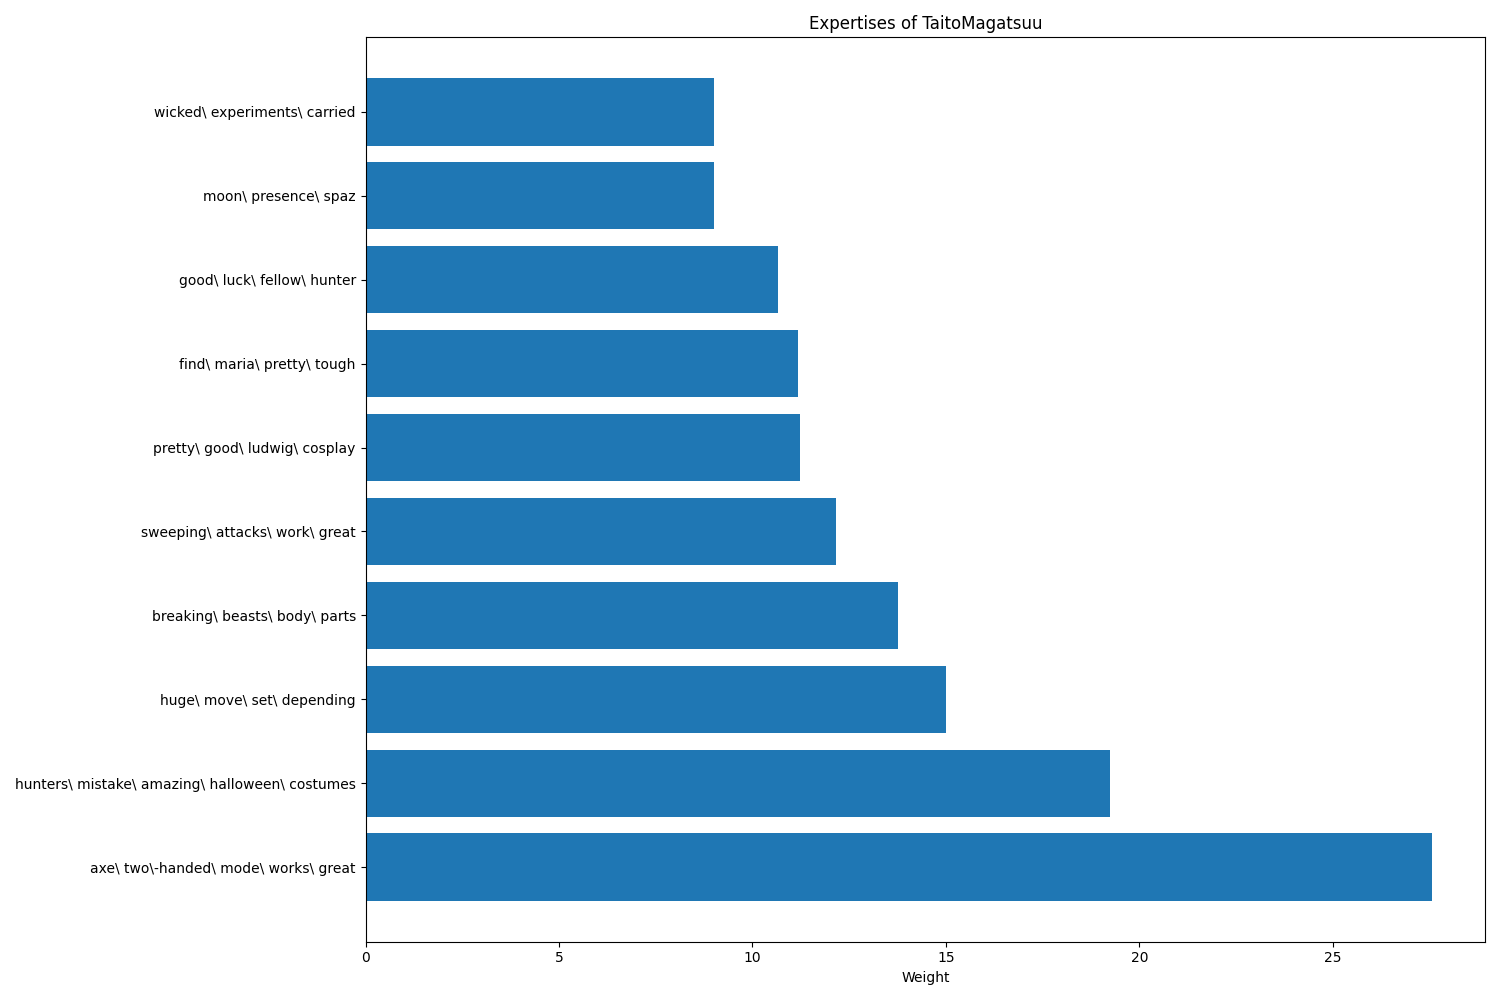 Expertises of TaitoMagatsuu
wicked\ experiments\ carried
moon\ presence\ spaz
good\ luck\ fellow\ hunter
find\ maria\ pretty\ tough
pretty\ good\ ludwig\ cosplay
sweeping\ attacks\ work\ great
breaking\ beasts\ body\ parts
huge\ move\ set\ depending
hunters\ mistake\ amazing\ halloween\ costumes
axe\ two\-handed\ mode\ works\ great
0 5 10 15 20 25
Weight